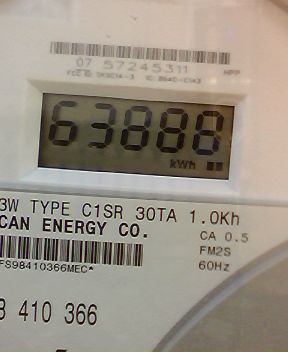 07 57245311
63888
kWh
3W TYPE C1SR 30TA 1.0Kh
CAN ENERGY CO.
CA 0.5
FM2S
60Hz
FS98410366MEC*
410 366